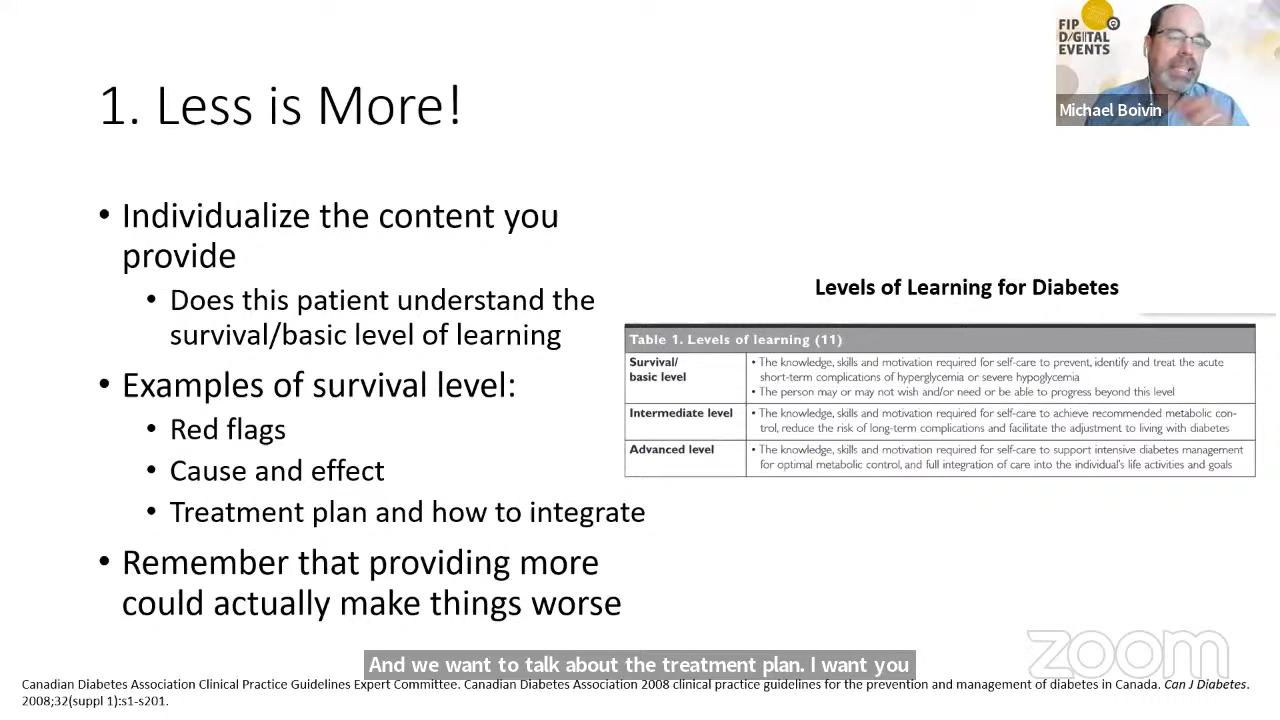 FIP
D/GITAL
EVENTS
Michael Boivin
1. Less is More!
• Individualize the content you
provide
• Does this patient understand the
survival/basic level of learning
• Examples of survival level:
• Red flags
• Cause and effect
• Treatment plan and how to integrate
• Remember that providing more
could actually make things worse
Levels of Learning for Diabetes
Table 1. Levels of learning (11)
Survival/
basic level
• The knowledge, skills and motivation required for self-care to prevent, identify and treat the acute
short-term complications of hyperglycemia or severe hypoglycemia
• The person may or may not wish and/or need or be able to progress beyond this level
Intermediate level
• The knowledge, skills and motivation required for self-care to achieve recommended metabolic con-
trol, reduce the risk of long-term complications and facilitate the adjustment to living with diabetes
Advanced level
• The knowledge, skills and motivation required for self-care to support intensive diabetes management
for optimal metabolic control, and full integration of care into the individual's life activities and goals
zoom
And we want to talk about the treatment plan. I want you
Canadian Diabetes Association Clinical Practice Guidelines Expert Committee. Canadian Diabetes Association 2008 clinical practice guidelines for the prevention and management of diabetes in Canada. Can J Diabetes.
2008;32(suppl 1):s1-s201.